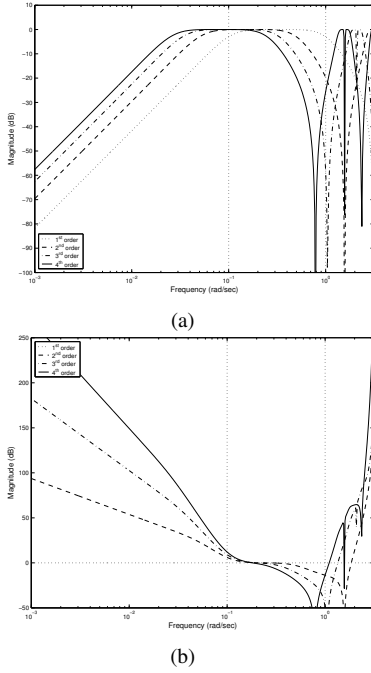 10
0
-10
-20
-30
-40
-50
-60
-70
-80
-90
-100
Magnitude (dB)
1st order
2nd order
3rd order
4th order
10^-3
10^-2
10^-1
10^0
Frequency (rad/sec)
(a)
250
200
150
100
50
0
-50
Magnitude (dB)
1st order
2nd order
3rd order
4th order
10^-3
10^-2
10^-1
10^0
Frequency (rad/sec)
(b)